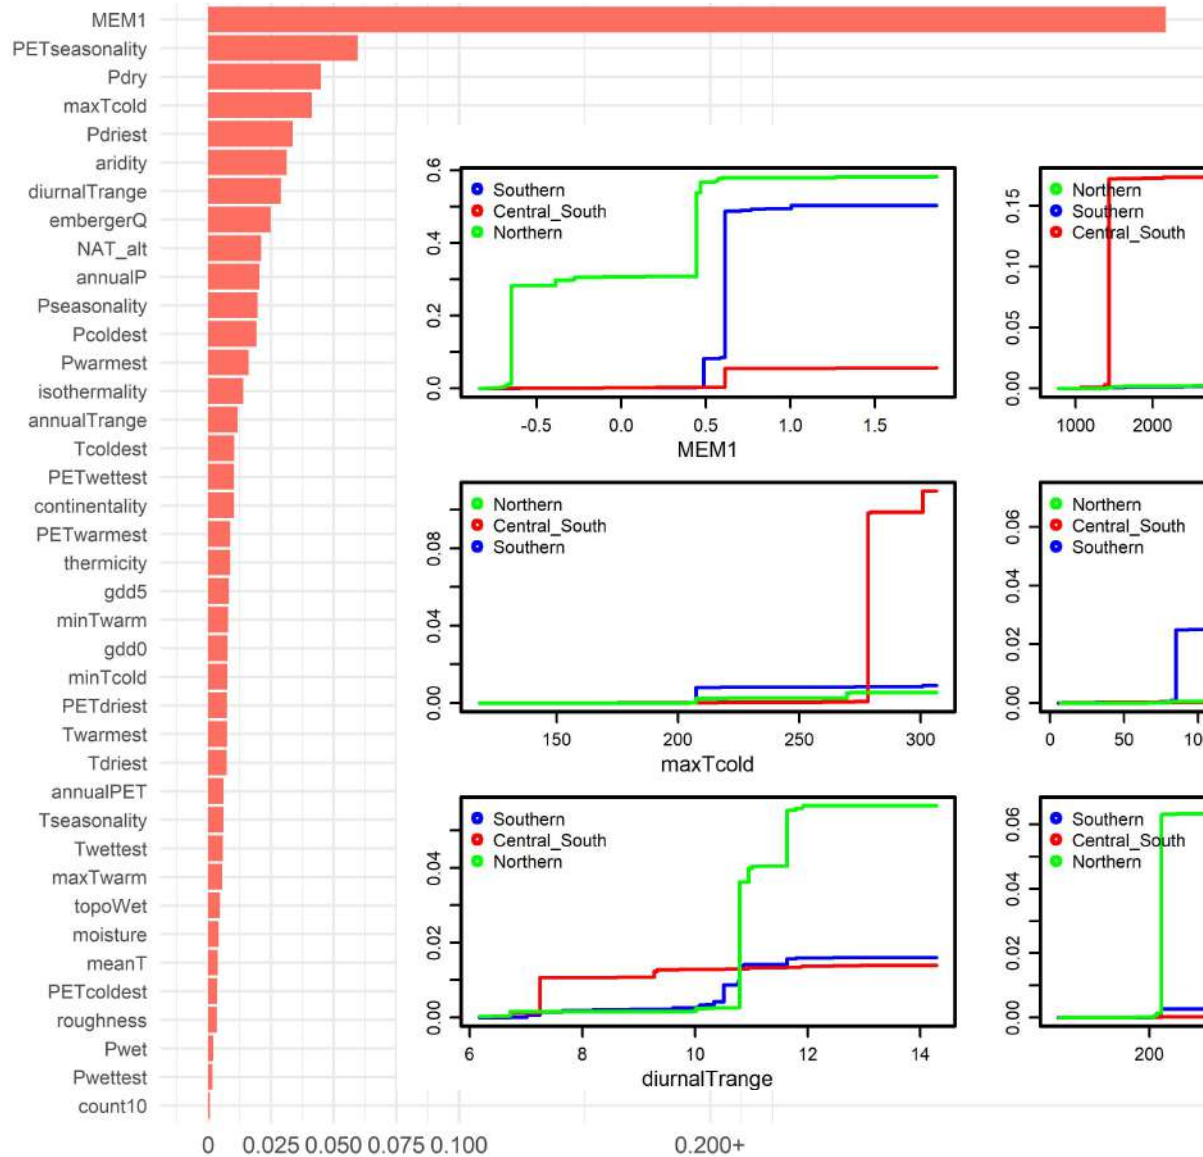 MEM1
PETseasonality
Pdry
maxTcold
Pdriest
aridity
diurnalTrange
embergerQ
NAT_alt
annualP
Pseasonality
Pcoldest
Pwarmest
isothermality
annualTrange
Tcoldest
PETwettest
continentality
PETwarmest
thermicity
gdd5
minTwarm
gdd0
minTcold
PETdriest
Twarmest
Tdriest
annualPET
Tseasonality
Twettest
maxTwarm
topoWet
moisture
meanT
PETcoldest
roughness
Pwet
Pwettest
count10
0 0.025 0.050 0.075 0.100 0.200+
0.6
0.4
0.2
0.0
Southern
Central_South
Northern
-0.5 0.0 0.5 1.0 1.5
MEM1
0.15
0.10
0.05
0.00
Northern
Southern
Central_South
1000 2000
0.08
0.04
0.00
Northern
Central_South
Southern
150 200 250 300
maxTcold
0.06
0.04
0.02
0.00
Northern
Central_South
Southern
0 50 10
0.04
0.02
0.00
Southern
Central_South
Northern
6 8 10 12 14
diurnalTrange
0.06
0.04
0.02
0.00
Southern
Central_South
Northern
200